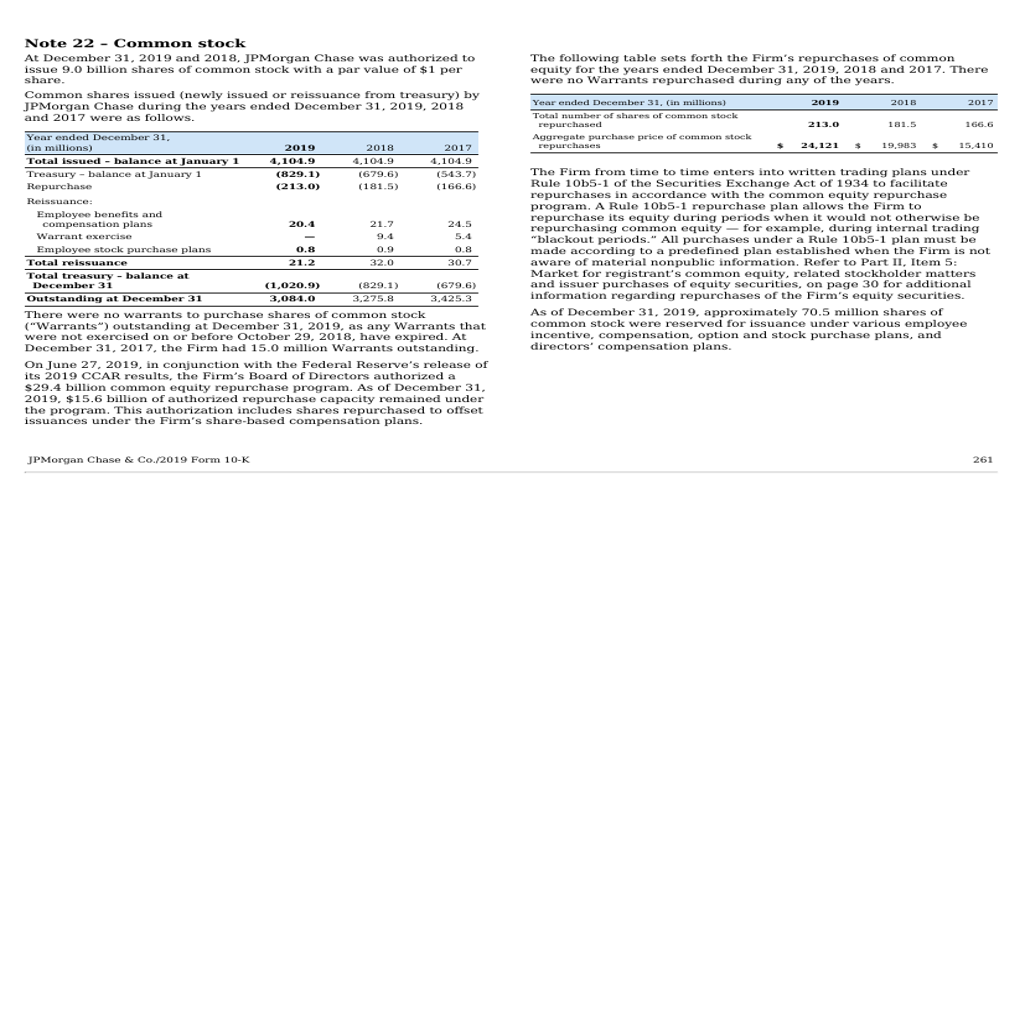 Note 22 – Common stock
At December 31, 2019 and 2018, JPMorgan Chase was authorized to
issue 9.0 billion shares of common stock with a par value of $1 per
share.
Common shares issued (newly issued or reissuance from treasury) by
JPMorgan Chase during the years ended December 31, 2019, 2018
and 2017 were as follows.
Year ended December 31,
(in millions) 2019 2018 2017
Total issued – balance at January 1 4,104.9 4,104.9 4,104.9
Treasury – balance at January 1 (829.1) (679.6) (543.7)
Repurchase (213.0) (181.5) (166.6)
Reissuance:
Employee benefits and
compensation plans 20.4 21.7 24.5
Warrant exercise — 9.4 5.4
Employee stock purchase plans 0.8 0.9 0.8
Total reissuance 21.2 32.0 30.7
Total treasury – balance at
December 31 (1,020.9) (829.1) (679.6)
Outstanding at December 31 3,084.0 3,275.8 3,425.3
There were no warrants to purchase shares of common stock
(“Warrants”) outstanding at December 31, 2019, as any Warrants that
were not exercised on or before October 29, 2018, have expired. At
December 31, 2017, the Firm had 15.0 million Warrants outstanding.
On June 27, 2019, in conjunction with the Federal Reserve’s release of
its 2019 CCAR results, the Firm’s Board of Directors authorized a
$29.4 billion common equity repurchase program. As of December 31,
2019, $15.6 billion of authorized repurchase capacity remained under
the program. This authorization includes shares repurchased to offset
issuances under the Firm’s share-based compensation plans.
The following table sets forth the Firm’s repurchases of common
equity for the years ended December 31, 2019, 2018 and 2017. There
were no Warrants repurchased during any of the years.
Year ended December 31, (in millions) 2019 2018 2017
Total number of shares of common stock
repurchased 213.0 181.5 166.6
Aggregate purchase price of common stock
repurchases $ 24,121 $ 19,983 $ 15,410
The Firm from time to time enters into written trading plans under
Rule 10b5-1 of the Securities Exchange Act of 1934 to facilitate
repurchases in accordance with the common equity repurchase
program. A Rule 10b5-1 repurchase plan allows the Firm to
repurchase its equity during periods when it would not otherwise be
repurchasing common equity — for example, during internal trading
“blackout periods.” All purchases under a Rule 10b5-1 plan must be
made according to a predefined plan established when the Firm is not
aware of material nonpublic information. Refer to Part II, Item 5:
Market for registrant’s common equity, related stockholder matters
and issuer purchases of equity securities, on page 30 for additional
information regarding repurchases of the Firm’s equity securities.
As of December 31, 2019, approximately 70.5 million shares of
common stock were reserved for issuance under various employee
incentive, compensation, option and stock purchase plans, and
directors’ compensation plans.
JPMorgan Chase & Co./2019 Form 10-K 261